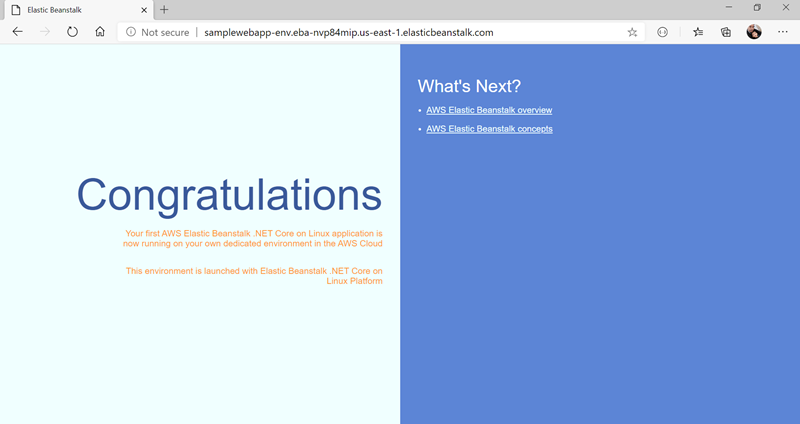 Elastic Beanstalk
Not secure | samplewebapp-env.eba-nvp84mip.us-east-1.elasticbeanstalk.com
Congratulations
Your first AWS Elastic Beanstalk .NET Core on Linux application is
now running on your own dedicated environment in the AWS Cloud
This environment is launched with Elastic Beanstalk .NET Core on
Linux Platform
What's Next?
• AWS Elastic Beanstalk overview
• AWS Elastic Beanstalk concepts